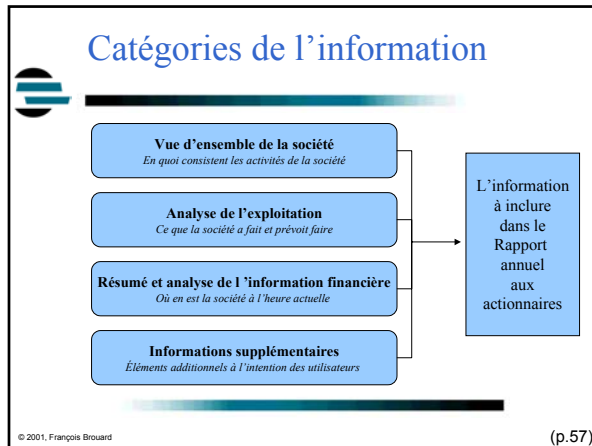 Catégories de l’information
Vue d'ensemble de la société
En quoi consistent les activités de la société
Analyse de l’exploitation
Ce que la société a fait et prévoit faire
Résumé et analyse de l ’information financière
Où en est la société à l’heure actuelle
Informations supplémentaires
Éléments additionnels à l’intention des utilisateurs
L’information
à inclure
dans le
Rapport
annuel
aux
actionnaires
© 2001, François Brouard
(p.57)